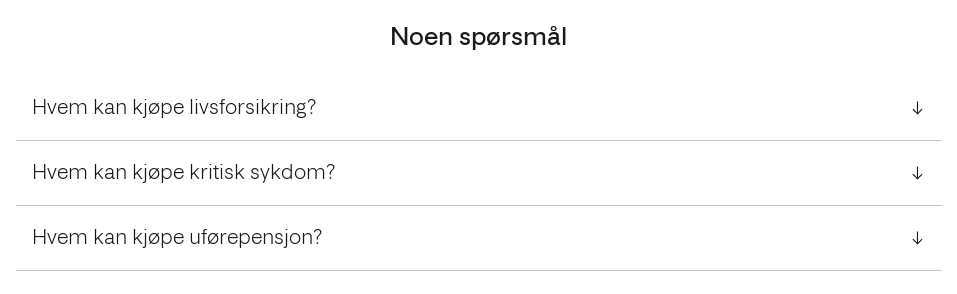 Noen spørsmål
Hvem kan kjøpe livsforsikring?
Hvem kan kjøpe kritisk sykdom?
Hvem kan kjøpe uførepensjon?